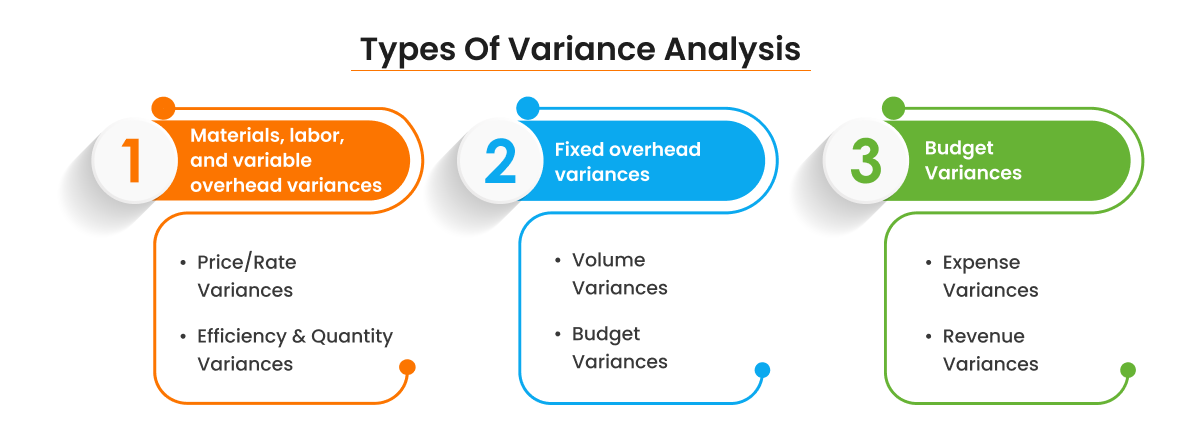 Types Of Variance Analysis
1
Materials, labor,
and variable
overhead variances
• Price/Rate
Variances
• Efficiency & Quantity
Variances
2
Fixed overhead
variances
• Volume
Variances
• Budget
Variances
3
Budget
Variances
• Expense
Variances
• Revenue
Variances